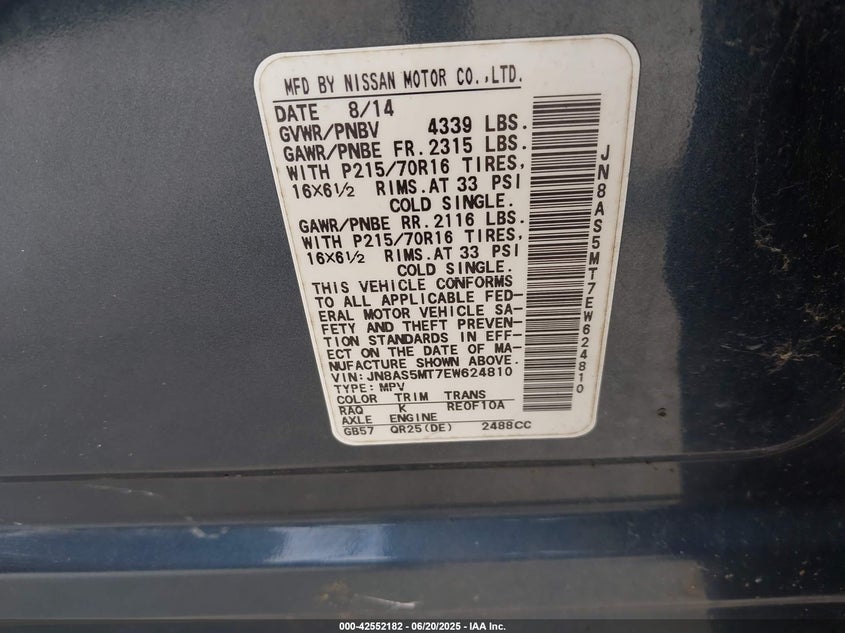 MFD BY NISSAN MOTOR CO.,LTD.
DATE 8/14
GVWR/PNBV 4339 LBS.
GAWR/PNBE FR. 2315 LBS.
WITH P215/70R16 TIRES,
16X6½ RIMS. AT 33 PSI
COLD SINGLE.
GAWR/PNBE RR. 2116 LBS.
WITH P215/70R16 TIRES,
16X6½ RIMS. AT 33 PSI
COLD SINGLE.
THIS VEHICLE CONFORMS
TO ALL APPLICABLE FED-
ERAL MOTOR VEHICLE SA-
FETY AND THEFT PREVEN-
TION STANDARDS IN EFF-
ECT ON THE DATE OF MA-
NUFACTURE SHOWN ABOVE.
VIN: JN8AS5MT7EW624810
TYPE: MPV
COLOR TRIM TRANS
RAQ K RE0F10A
AXLE ENGINE
GB57 QR25(DE) 2488CC
JN8AS5MT7EW624810
000-42552182 - 06/20/2025 - IAA Inc.